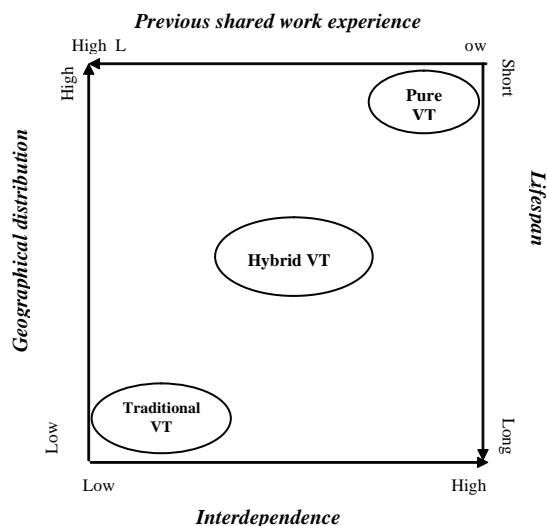 Previous shared work experience
High L ow
High
Short
Pure
VT
Geographical distribution
Lifespan
Hybrid VT
Traditional
VT
Low
Long
Low High
Interdependence